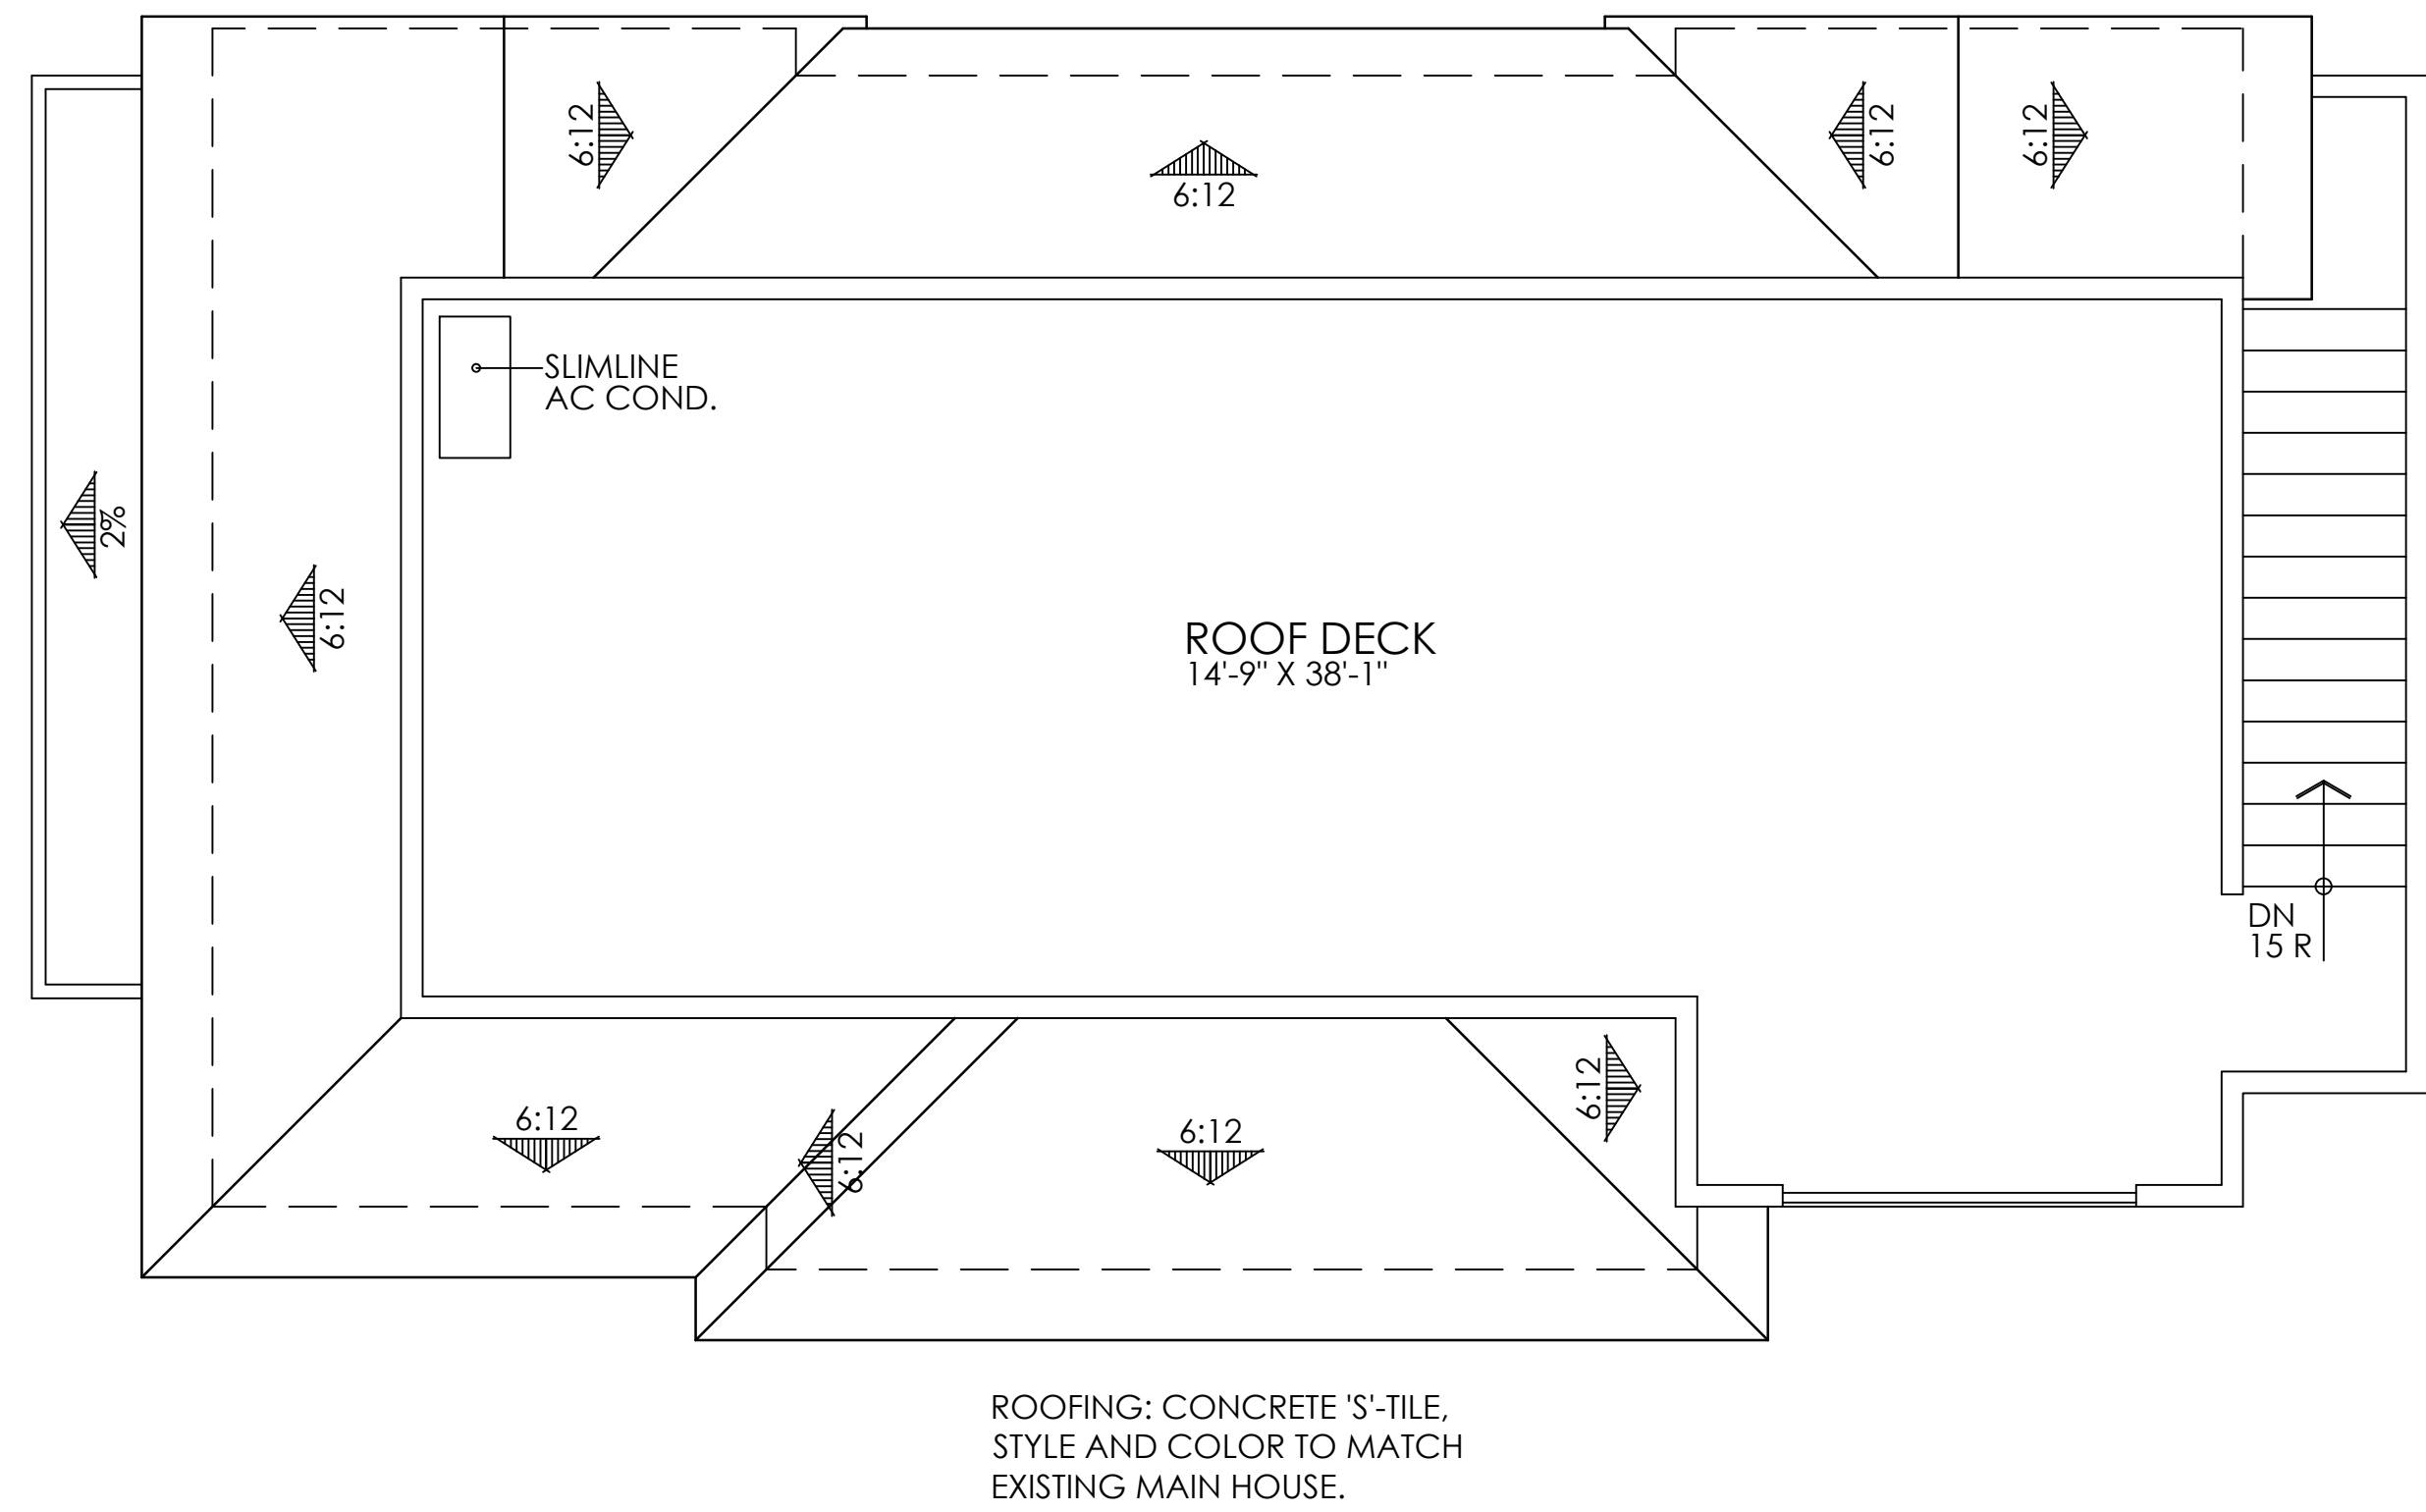 6:12
6:12
6:12
6:12
SLIMLINE
AC COND.
2%
6:12
ROOF DECK
14'-9" X 38'-1"
DN
15 R
6:12
6:12
6:12
6:12
ROOFING: CONCRETE 'S'-TILE,
STYLE AND COLOR TO MATCH
EXISTING MAIN HOUSE.